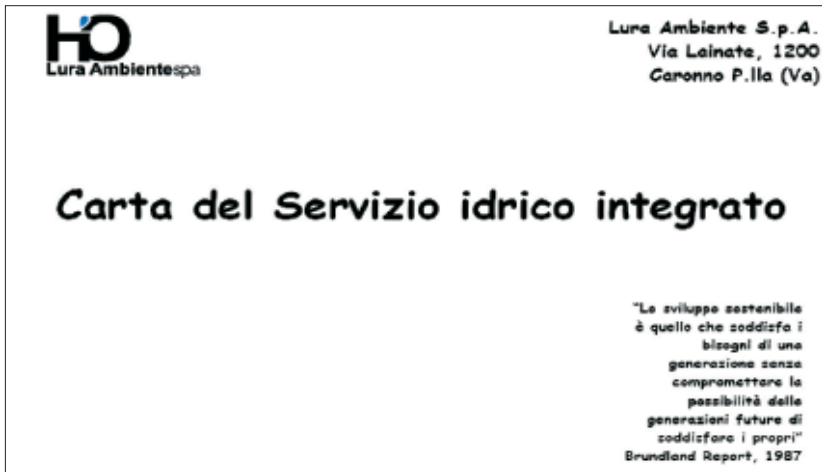 HO
Lura Ambientespa
Lura Ambiente S.p.A.
Via Lainate, 1200
Caronno P.lla (Va)
Carta del Servizio idrico integrato
"Lo sviluppo sostenibile
è quello che soddisfa i
bisogni di una
generazione senza
compromettere la
possibilità delle
generazioni future di
soddisfare i propri"
Brundland Report, 1987